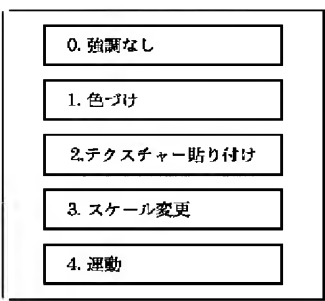 0. 強調なし
1. 色づけ
2.テクスチャー貼り付け
3. スケール変更
4. 運動